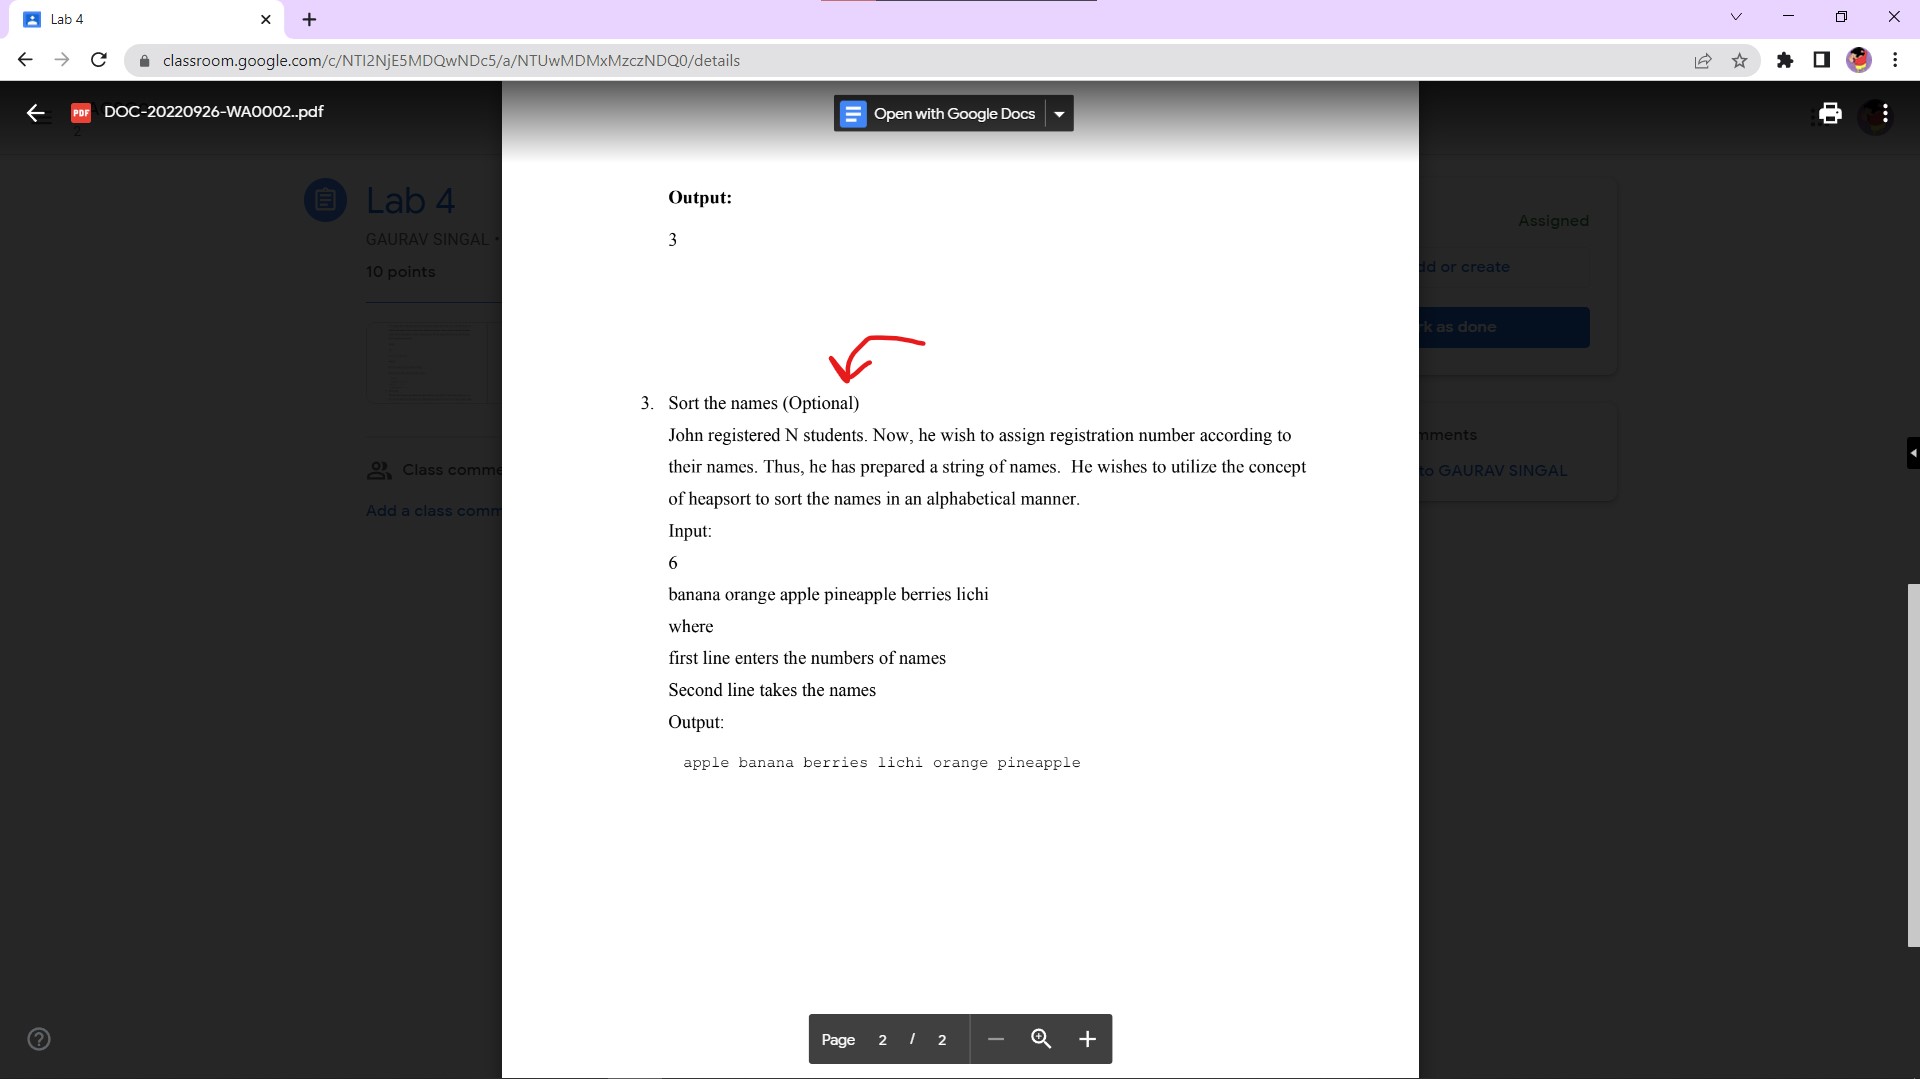 Lab 4
classroom.google.com/c/NTI2NjE5MDQwNDc5/a/NTUwMDMxMzczNDQ0/details
PDF DOC-20220926-WA0002..pdf
Open with Google Docs
2
Lab 4
GAURAV SINGAL •
10 points
Assigned
dd or create
k as done
Class comme
Add a class comm
mments
to GAURAV SINGAL
Output:
3
3. Sort the names (Optional)
John registered N students. Now, he wish to assign registration number according to
their names. Thus, he has prepared a string of names. He wishes to utilize the concept
of heapsort to sort the names in an alphabetical manner.
Input:
6
banana orange apple pineapple berries lichi
where
first line enters the numbers of names
Second line takes the names
Output:
apple banana berries lichi orange pineapple
Page 2 / 2